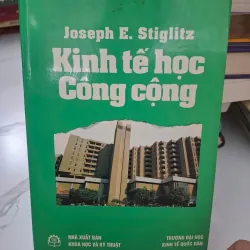 Joseph E. Stiglitz
Kinh tế học
Công cộng
NHÀ XUẤT BẢN
KHOA HỌC VÀ KỸ THUẬT
TRƯỜNG ĐẠI HỌC
KINH TẾ QUỐC DÂN